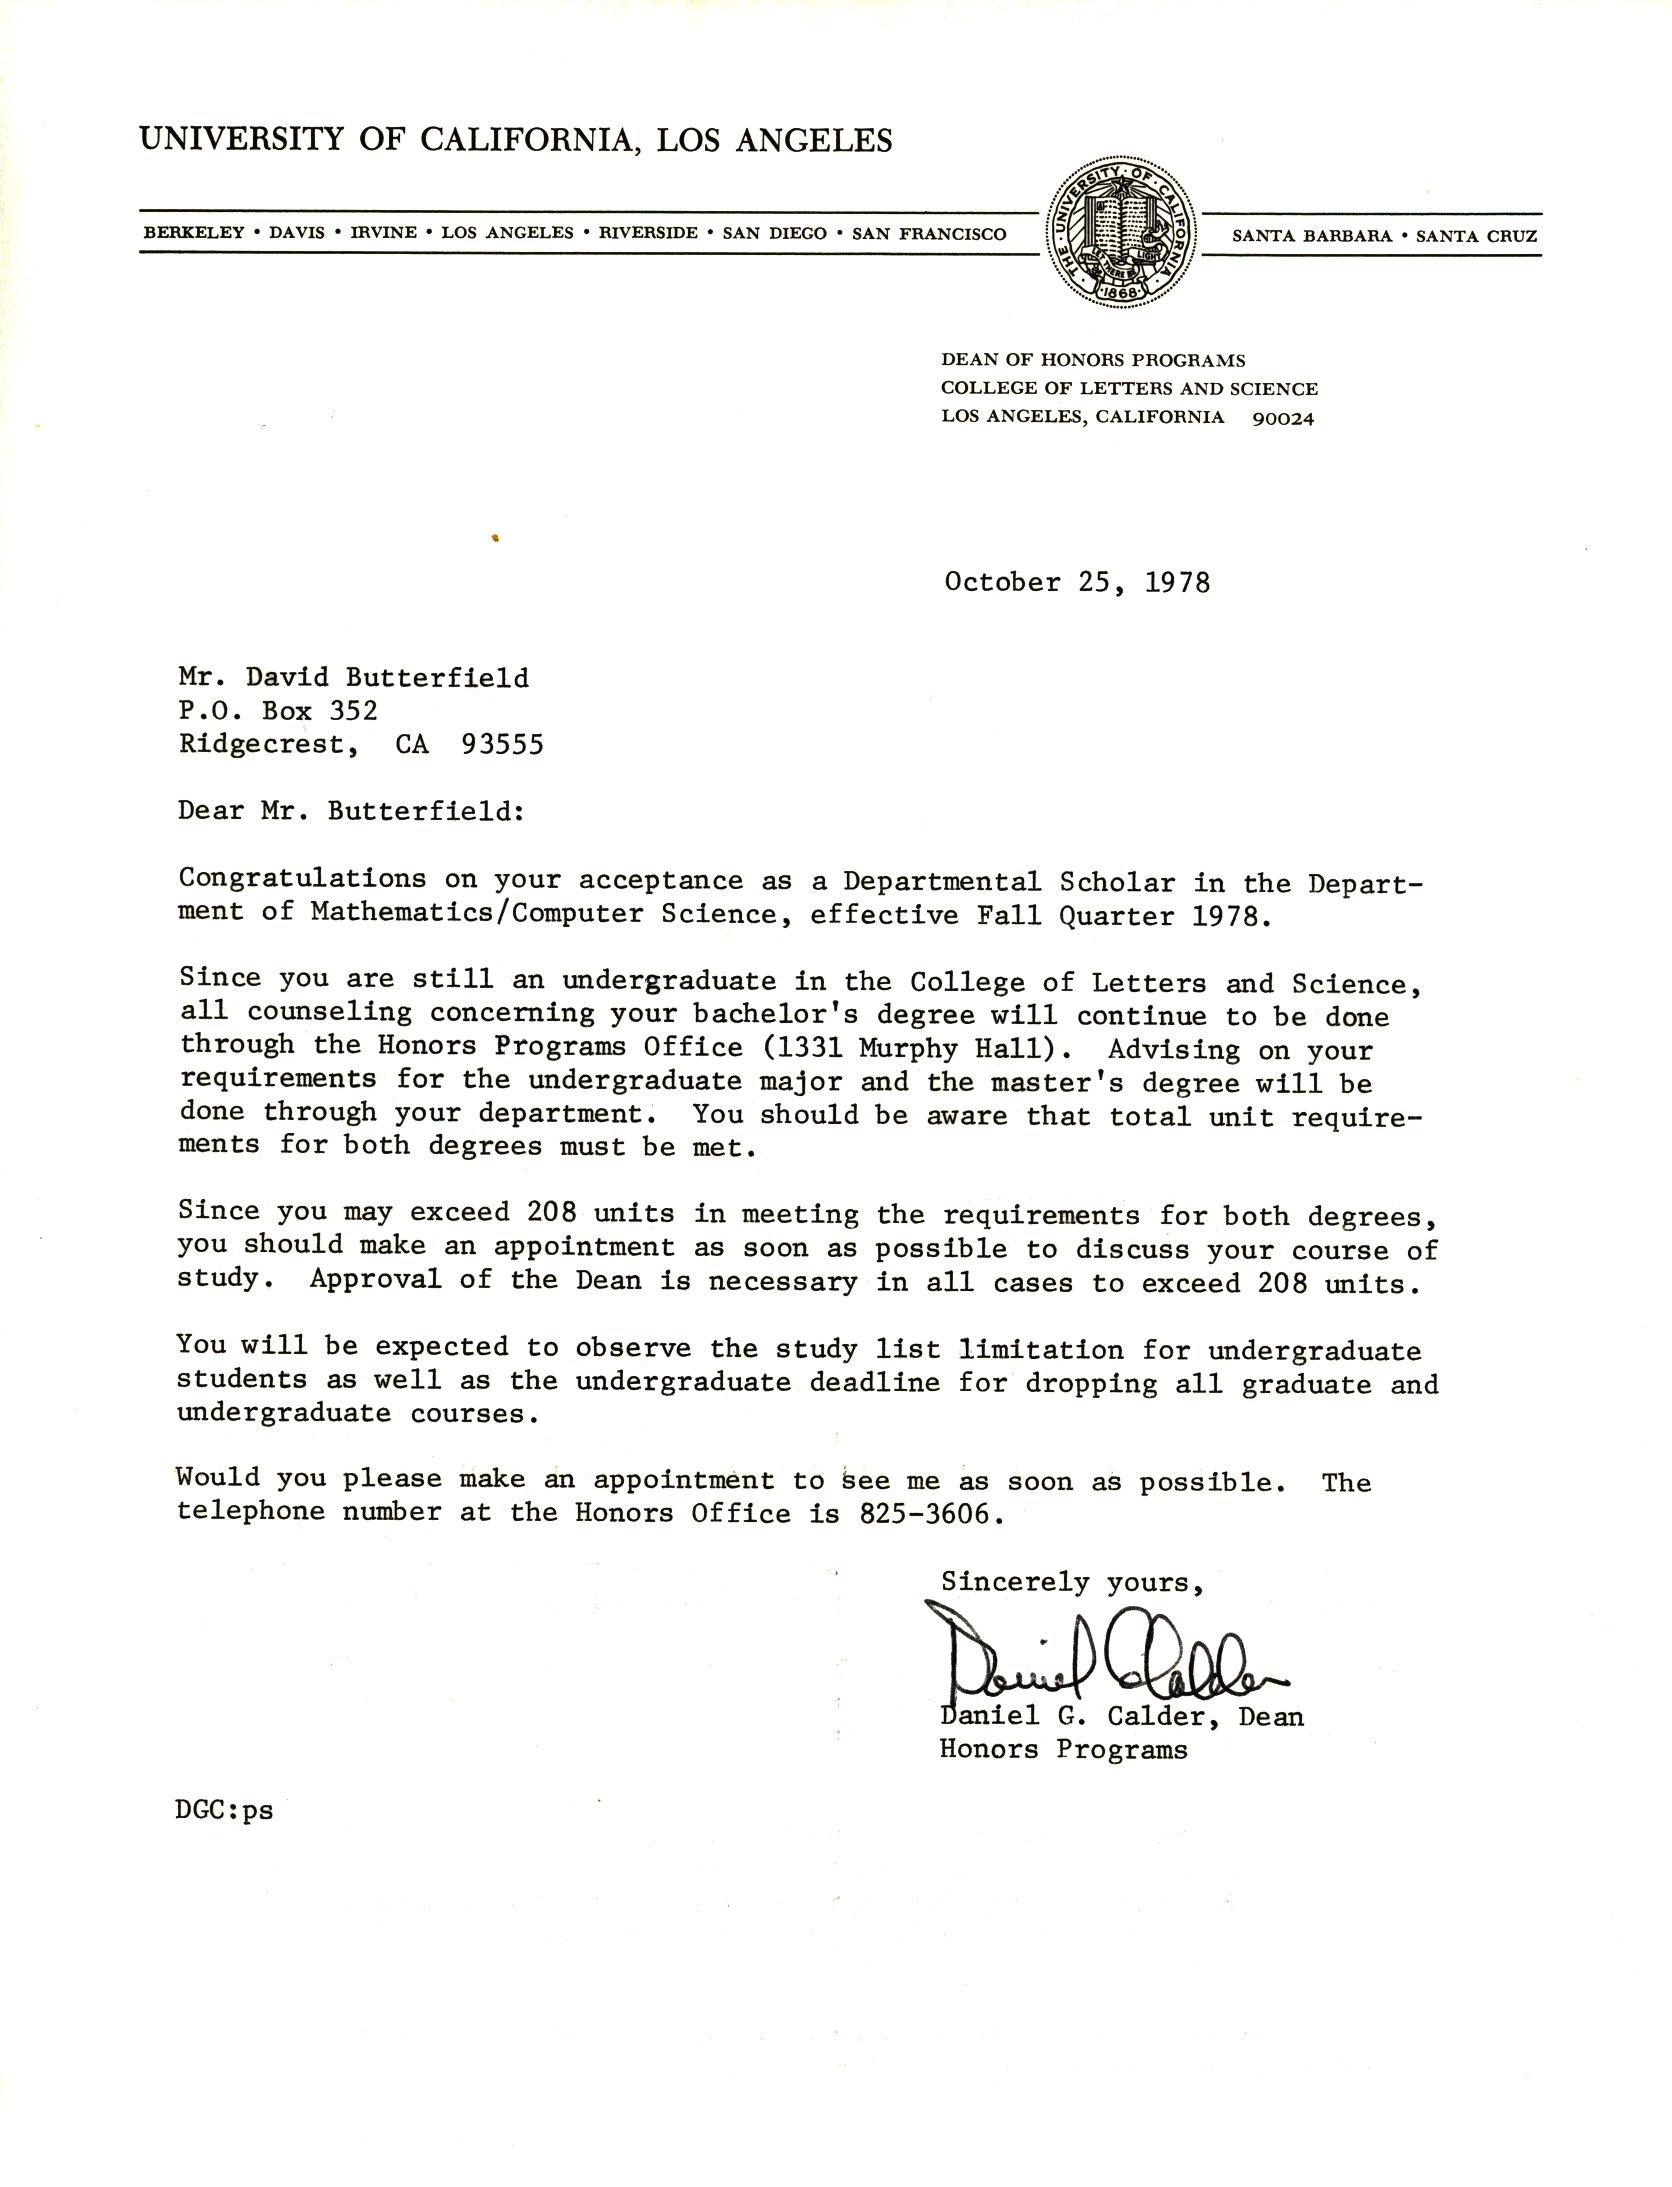 UNIVERSITY OF CALIFORNIA, LOS ANGELES
BERKELEY • DAVIS • IRVINE • LOS ANGELES • RIVERSIDE • SAN DIEGO • SAN FRANCISCO
THE • UNIVERSITY • OF • CALIFORNIA •
LET THERE BE LIGHT
•1868•
SANTA BARBARA • SANTA CRUZ
DEAN OF HONORS PROGRAMS
COLLEGE OF LETTERS AND SCIENCE
LOS ANGELES, CALIFORNIA 90024
October 25, 1978
Mr. David Butterfield
P.O. Box 352
Ridgecrest, CA 93555
Dear Mr. Butterfield:
Congratulations on your acceptance as a Departmental Scholar in the Depart-
ment of Mathematics/Computer Science, effective Fall Quarter 1978.
Since you are still an undergraduate in the College of Letters and Science,
all counseling concerning your bachelor's degree will continue to be done
through the Honors Programs Office (1331 Murphy Hall). Advising on your
requirements for the undergraduate major and the master's degree will be
done through your department. You should be aware that total unit require-
ments for both degrees must be met.
Since you may exceed 208 units in meeting the requirements for both degrees,
you should make an appointment as soon as possible to discuss your course of
study. Approval of the Dean is necessary in all cases to exceed 208 units.
You will be expected to observe the study list limitation for undergraduate
students as well as the undergraduate deadline for dropping all graduate and
undergraduate courses.
Would you please make an appointment to see me as soon as possible. The
telephone number at the Honors Office is 825-3606.
Sincerely yours,
Daniel Calder
Daniel G. Calder, Dean
Honors Programs
DGC:ps